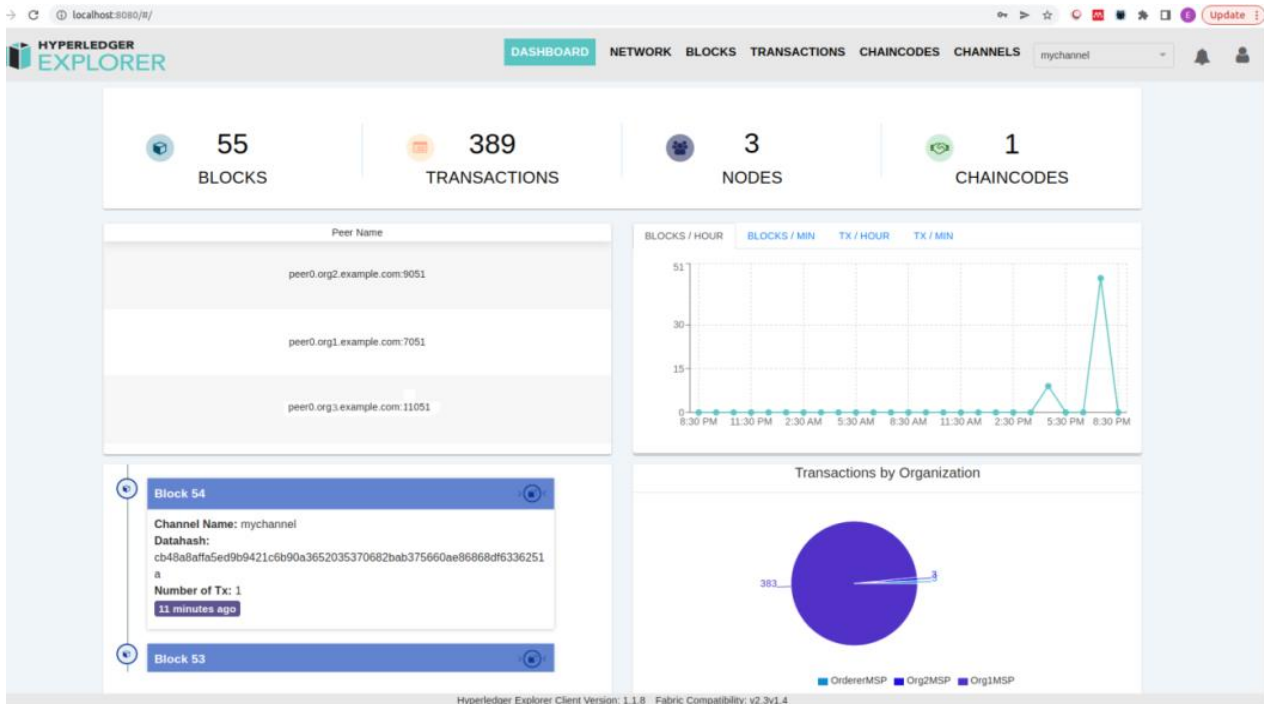 localhost:8080/#/
Update
HYPERLEDGER
EXPLORER
DASHBOARD NETWORK BLOCKS TRANSACTIONS CHAINCODES CHANNELS mychannel
55
BLOCKS
389
TRANSACTIONS
3
NODES
1
CHAINCODES
Peer Name
peer0.org2.example.com:9051
peer0.org1.example.com:7051
peer0.org3.example.com:11051
BLOCKS / HOUR BLOCKS / MIN TX / HOUR TX / MIN
51
30
15
0
8:30 PM 11:30 PM 2:30 AM 5:30 AM 8:30 AM 11:30 AM 2:30 PM 5:30 PM 8:30 PM
Block 54
Channel Name: mychannel
Datahash:
cb48a8affa5ed9b9421c6b90a3652035370682bab375660ae86868df6336251
a
Number of Tx: 1
11 minutes ago
Block 53
Transactions by Organization
383
3
OrdererMSP Org2MSP Org1MSP
Hyperledger Explorer Client Version: 1.1.8 Fabric Compatibility: v2.3v1.4